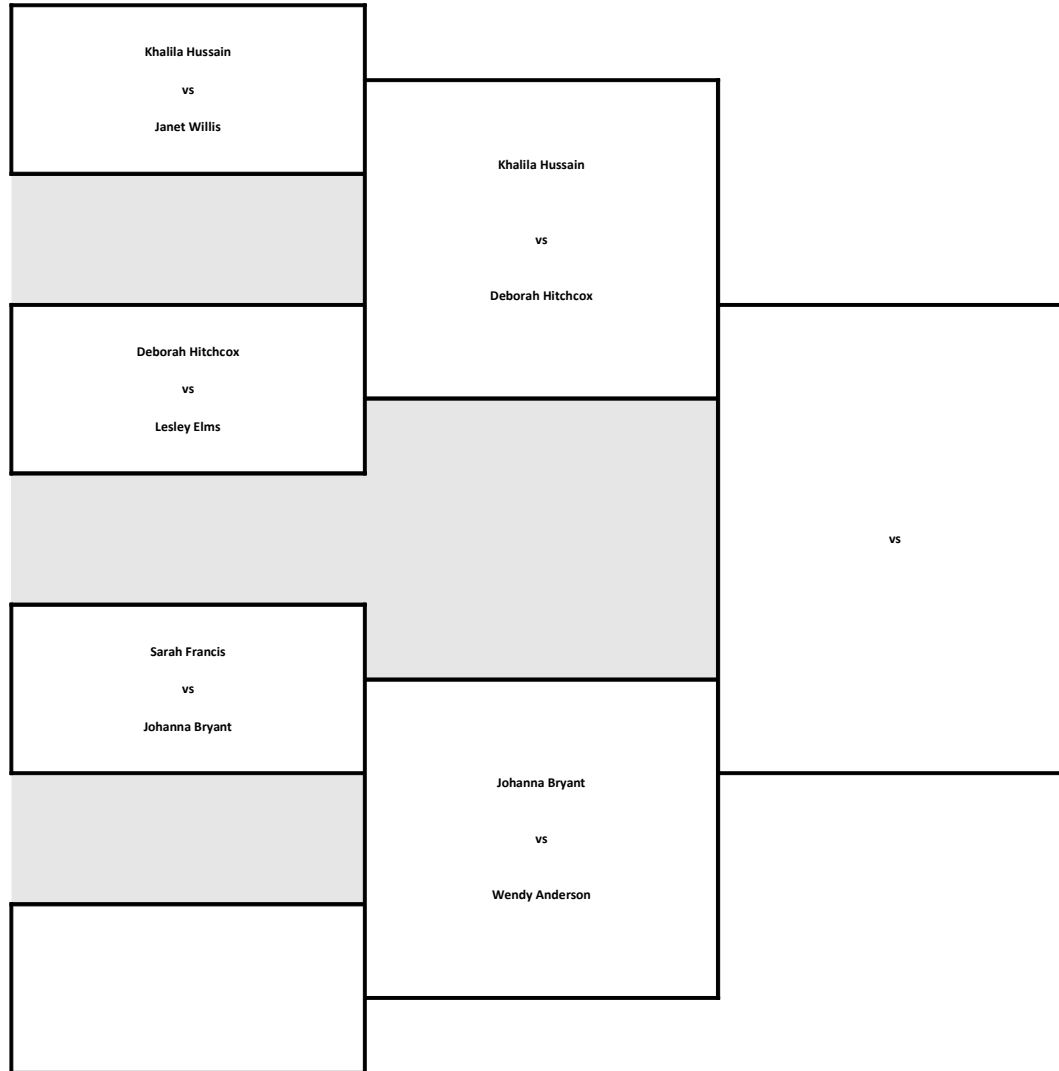 Khalila Hussain
vs
Janet Willis
Deborah Hitchcox
vs
Lesley Elms
Sarah Francis
vs
Johanna Bryant
Khalila Hussain
vs
Deborah Hitchcox
Johanna Bryant
vs
Wendy Anderson
vs